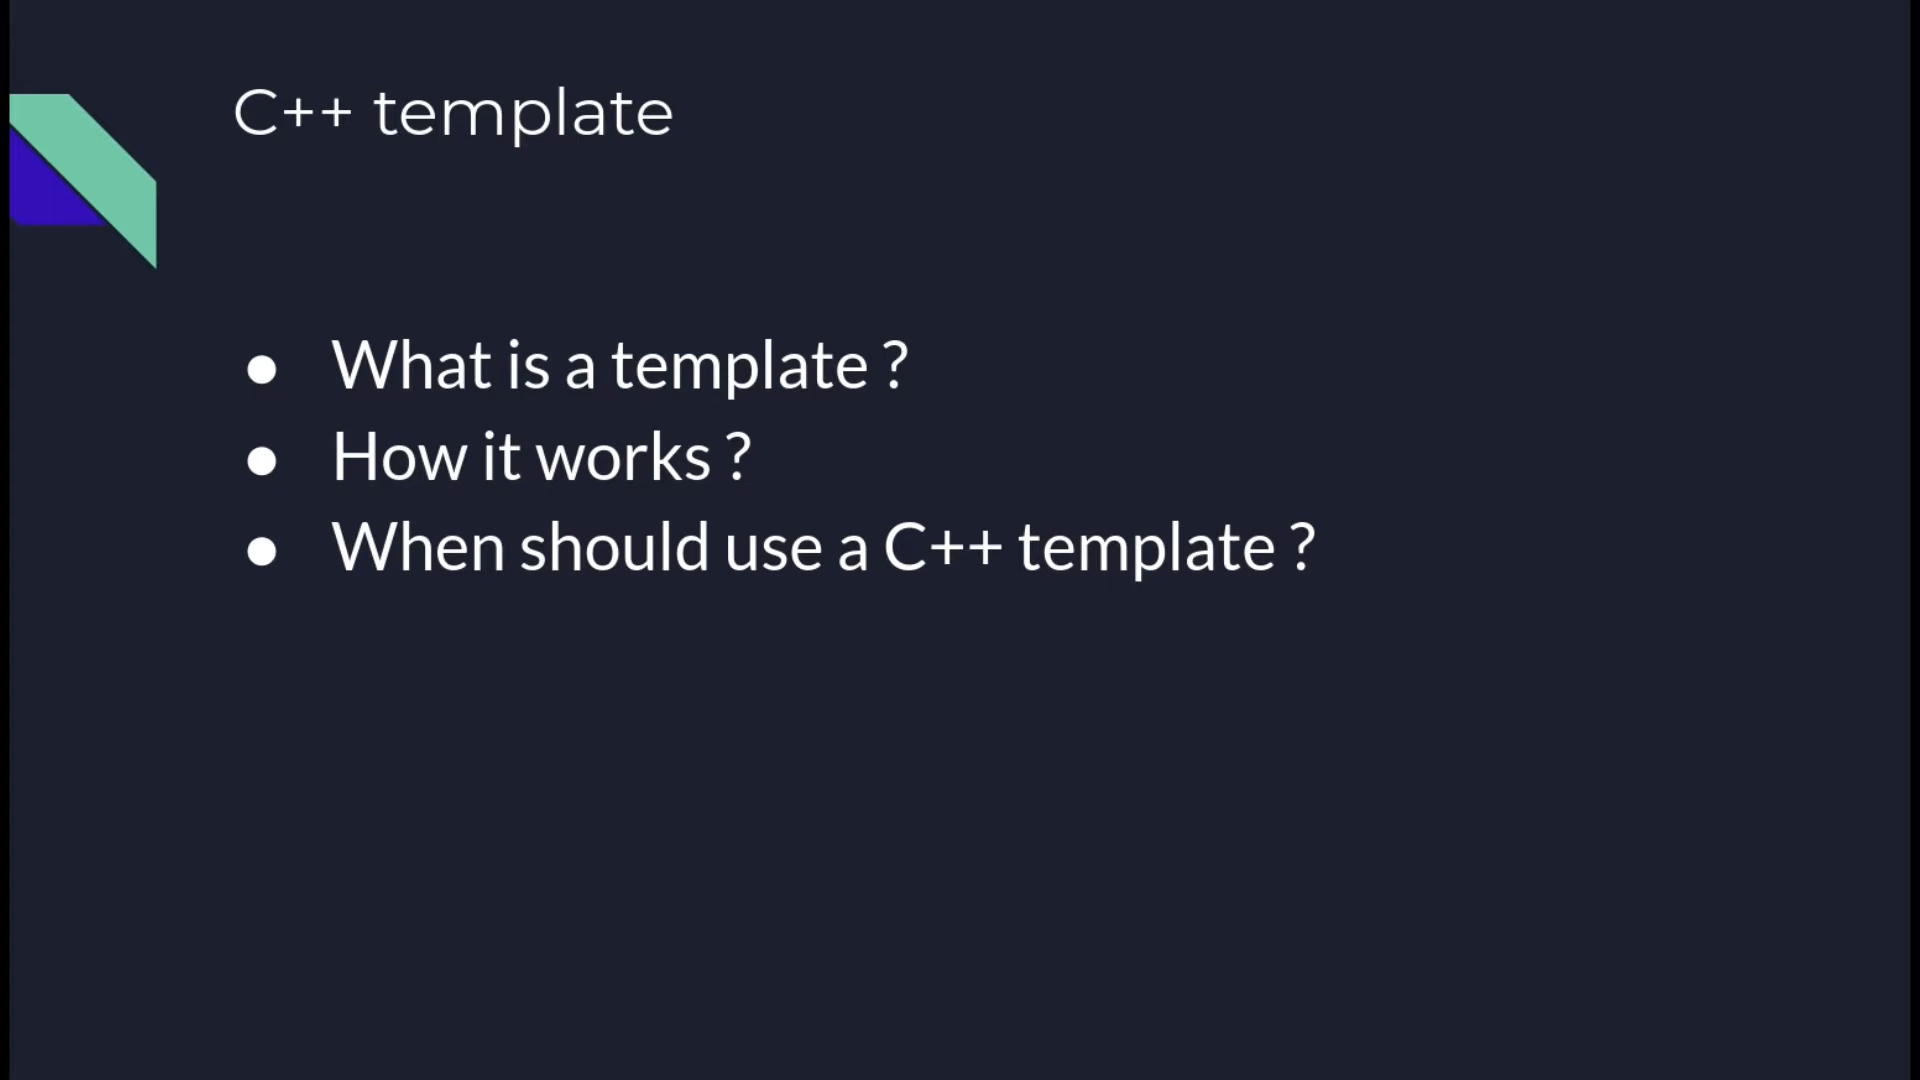 C++ template
● What is a template ?
● How it works ?
● When should use a C++ template ?